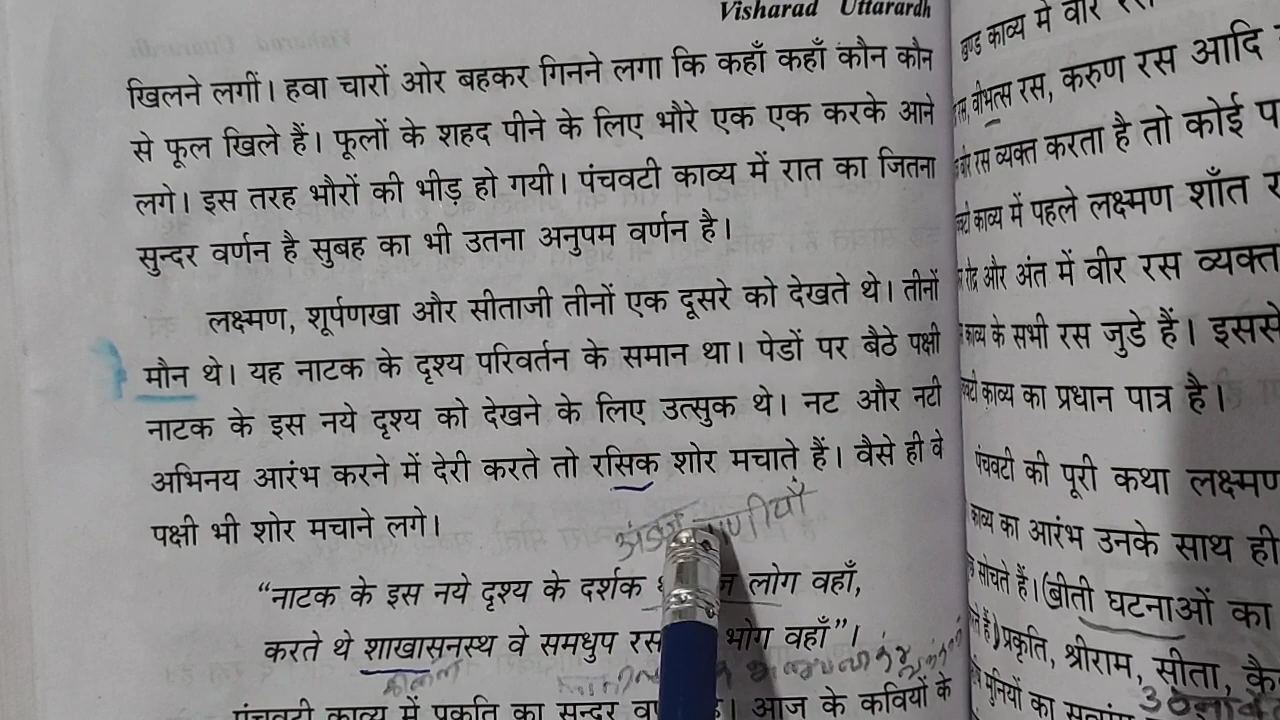 Visharad Uttarardh
खिलने लगीं। हवा चारों ओर बहकर गिनने लगा कि कहाँ कहाँ कौन कौन
से फूल खिले हैं। फूलों के शहद पीने के लिए भौरे एक एक करके आने
लगे। इस तरह भौरों की भीड़ हो गयी। पंचवटी काव्य में रात का जितना
सुन्दर वर्णन है सुबह का भी उतना अनुपम वर्णन है।
लक्ष्मण, शूर्पणखा और सीताजी तीनों एक दूसरे को देखते थे। तीनों
मौन थे। यह नाटक के दृश्य परिवर्तन के समान था। पेडों पर बैठे पक्षी
नाटक के इस नये दृश्य को देखने के लिए उत्सुक थे। नट और नटी
अभिनय आरंभ करने में देरी करते तो रसिक शोर मचाते हैं। वैसे ही वे
पक्षी भी शोर मचाने लगे।
“नाटक के इस नये दृश्य के दर्शक लोग वहाँ,
करते थे शाखासनस्थ वे समधुप रस भोग वहाँ”।
पंचवटी काव्य में प्रकृति का सुन्दर है। आज के कवियों के
काव्य में वीर
रस, करुण रस आदि
रस व्यक्त करता है तो कोई
काव्य में पहले लक्ष्मण शाँत
और अंत में वीर रस व्यक्त
काव्य के सभी रस जुडे हैं। इससे
काव्य का प्रधान पात्र है।
पंचवटी की पूरी कथा लक्ष्मण
काव्य का आरंभ उनके साथ ही
सोचते हैं। (बीती घटनाओं का
प्रकृति, श्रीराम, सीता,
मुनियों का